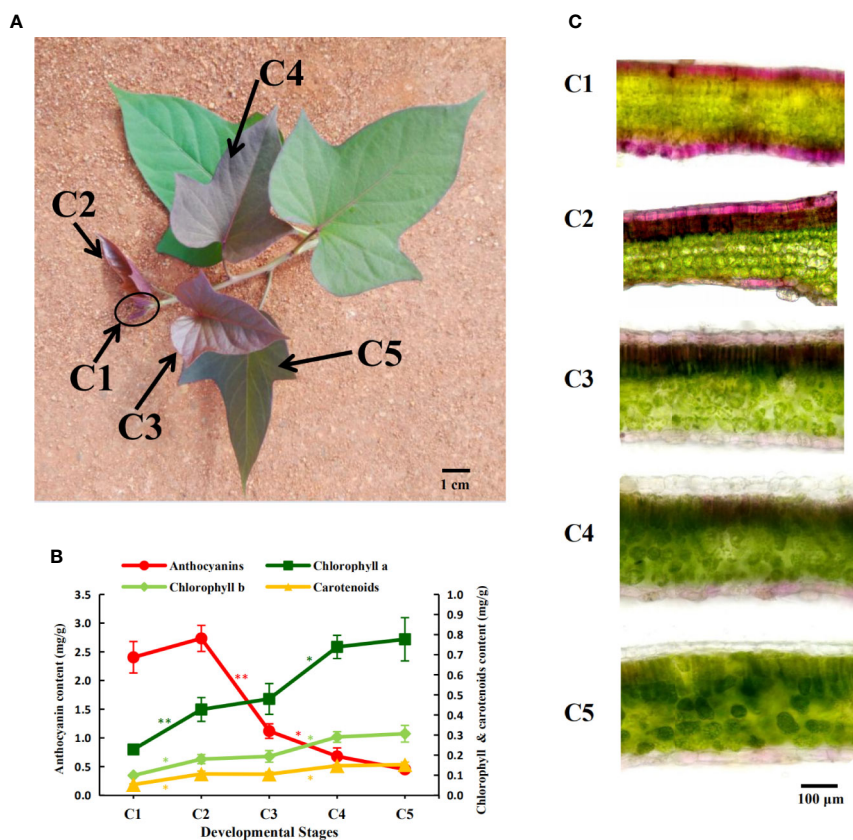 A
C4
C2
C1
C3
C5
1 cm
B
Anthocyanins
Chlorophyll a
Chlorophyll b
Carotenoids
Anthocyanin content (mg/g)
3.5
3.0
2.5
2.0
1.5
1.0
0.5
0.0
**
*
*
**
*
*
*
*
1.0
0.9
0.8
0.7
0.6
0.5
0.4
0.3
0.2
0.1
0.0
Chlorophyll & carotenoids content (mg/g)
C1 C2 C3 C4 C5
Developmental Stages
C
C1
C2
C3
C4
C5
100 μm